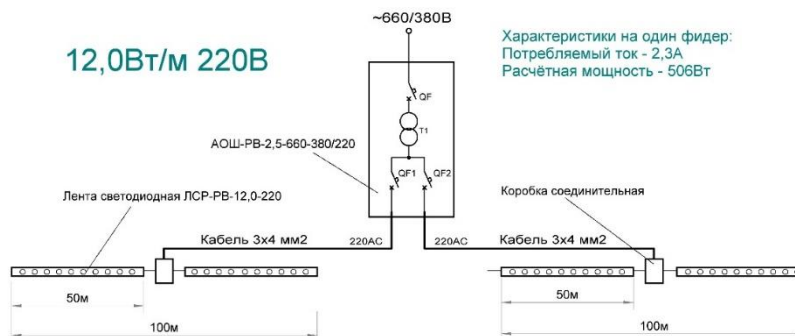 ~660/380В
12,0Вт/м 220В
Характеристики на один фидер:
Потребляемый ток - 2,3А
Расчётная мощность - 506Вт
QF
T1
АОШ-РВ-2,5-660-380/220
QF1
QF2
Лента светодиодная ЛСР-РВ-12,0-220
Коробка соединительная
Кабель 3х4 мм2
220АС
220АС
Кабель 3х4 мм2
50м
100м
50м
100м